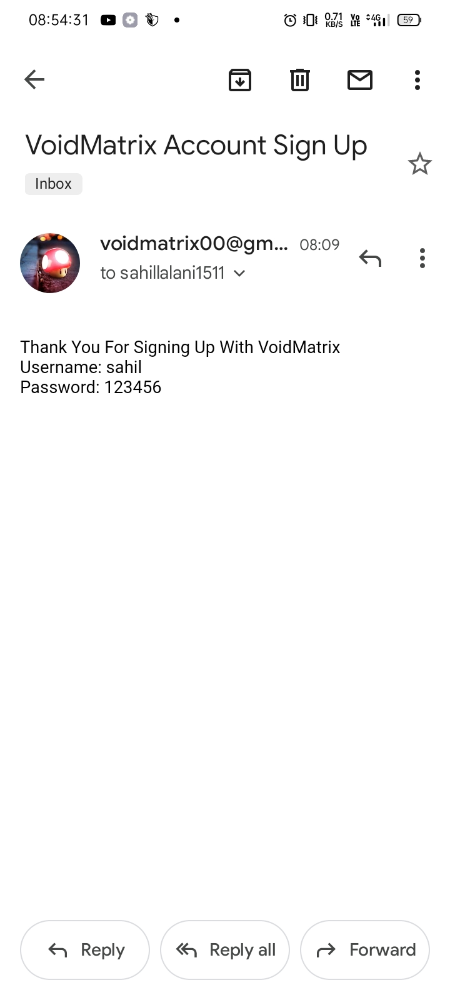 08:54:31 0.71 KB/S Vo LTE 4G 59
VoidMatrix Account Sign Up
Inbox
voidmatrix00@gm... 08:09
to sahillalani1511
Thank You For Signing Up With VoidMatrix
Username: sahil
Password: 123456
Reply Reply all Forward